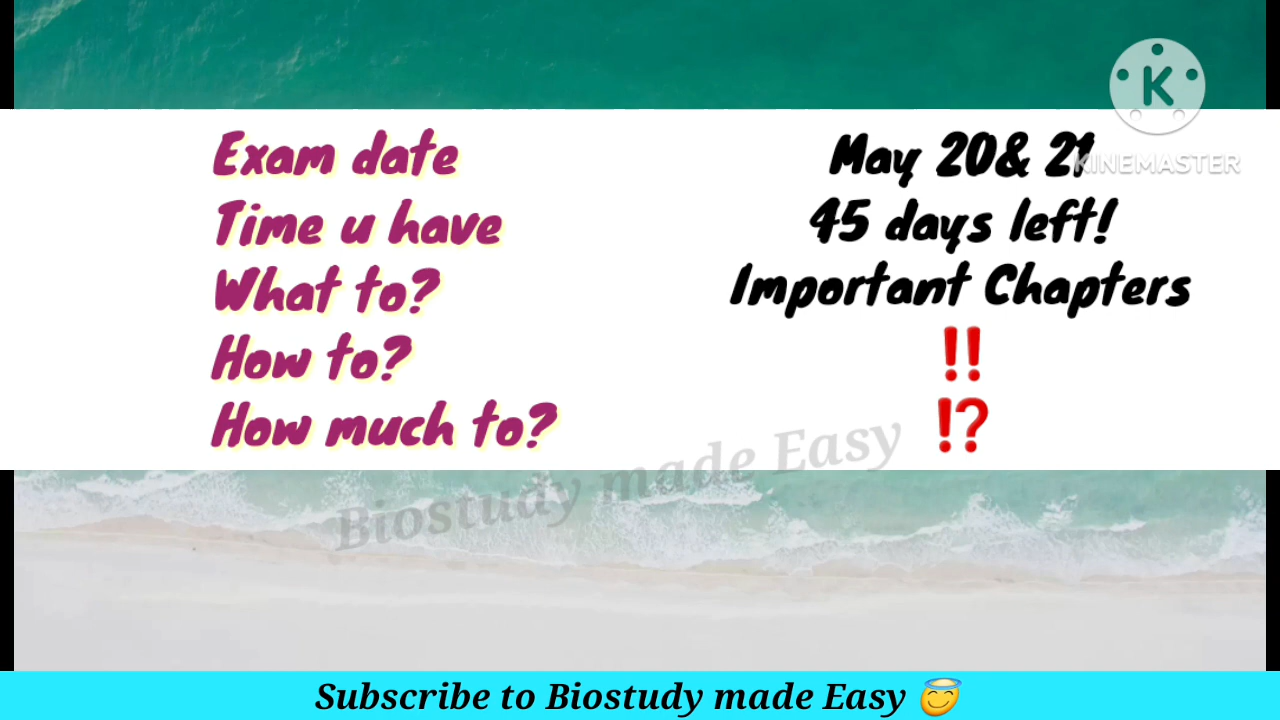 Exam date May 20& 21
Time u have 45 days left!
What to? Important Chapters
How to? ‼️
How much to? ⁉️
K
KINEMASTER
Biostudy made Easy
Subscribe to Biostudy made Easy 😇